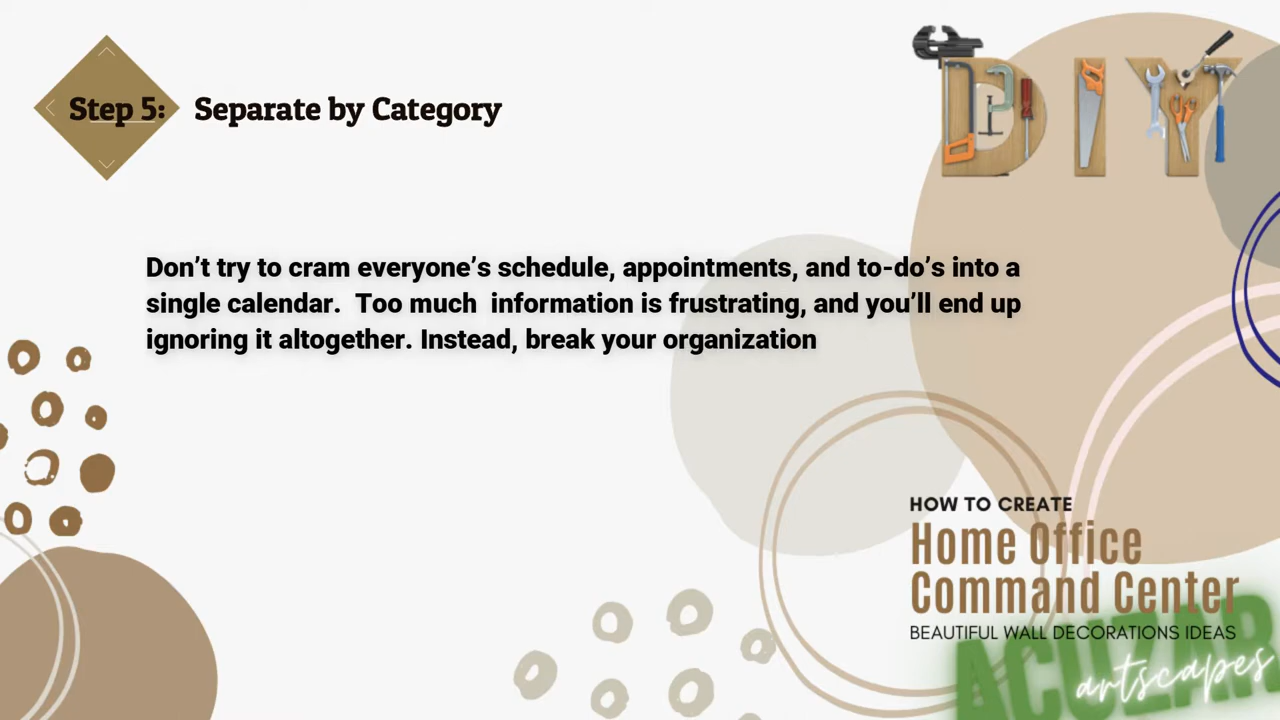 Step 5: Separate by Category
DIY
Don’t try to cram everyone’s schedule, appointments, and to-do’s into a
single calendar.  Too much  information is frustrating, and you’ll end up
ignoring it altogether. Instead, break your organization
HOW TO CREATE
Home Office
Command Center
BEAUTIFUL WALL DECORATIONS IDEAS
ACUZAR
artscapes